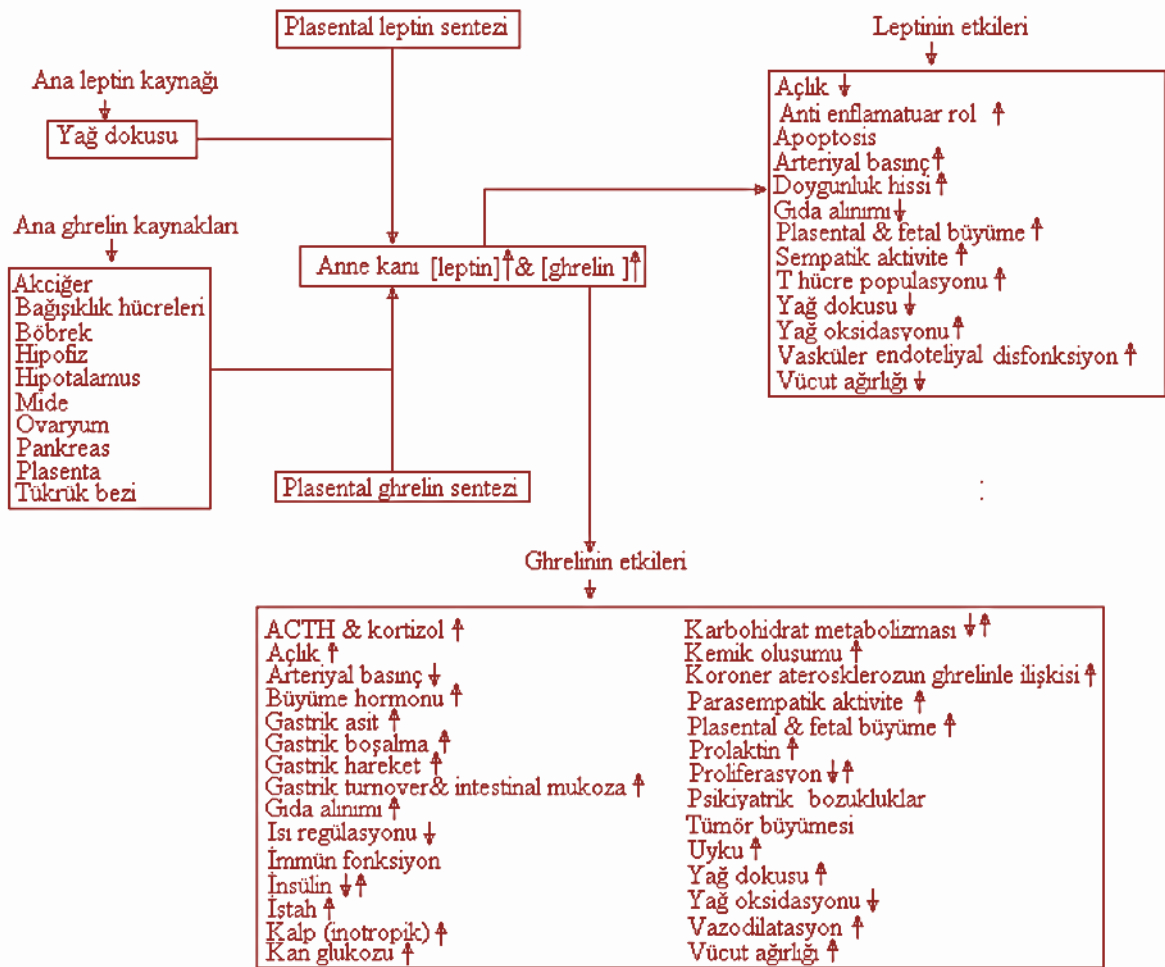 Plasental leptin sentezi
Ana leptin kaynağı
Yağ dokusu
Ana ghrelin kaynakları
Akciğer
Bağışıklık hücreleri
Böbrek
Hipofiz
Hipotalamus
Mide
Ovaryum
Pankreas
Plasenta
Tükrük bezi
Anne kanı [leptin]↑ & [ghrelin ]↑
Plasental ghrelin sentezi
Leptinin etkileri
Açlık ↓
Anti enflamatuar rol ↑
Apoptosis
Arteriyal basınç ↑
Doygunluk hissi ↑
Gıda alınımı ↓
Plasental & fetal büyüme ↑
Sempatik aktivite ↑
T hücre populasyonu ↑
Yağ dokusu ↓
Yağ oksidasyonu ↑
Vasküler endoteliyal disfonksiyon ↑
Vücut ağırlığı ↓
Ghrelinin etkileri
ACTH & kortizol ↑
Açlık ↑
Arteriyal basınç ↓
Büyüme hormonu ↑
Gastrik asit ↑
Gastrik boşalma ↑
Gastrik hareket ↑
Gastrik turnover& intestinal mukoza ↑
Gıda alınımı ↑
Isı regülasyonu ↓
İmmün fonksiyon
İnsülin ↓↑
İştah ↑
Kalp (inotropik) ↑
Kan glukozu ↑
Karbohidrat metabolizması ↓↑
Kemik oluşumu ↑
Koroner aterosklerozun ghrelinle ilişkisi ↑
Parasempatik aktivite ↑
Plasental & fetal büyüme ↑
Prolaktin ↑
Proliferasyon ↓↑
Psikiyatrik bozukluklar
Tümör büyümesi
Uyku ↑
Yağ dokusu ↑
Yağ oksidasyonu ↓
Vazodilatasyon ↑
Vücut ağırlığı ↑